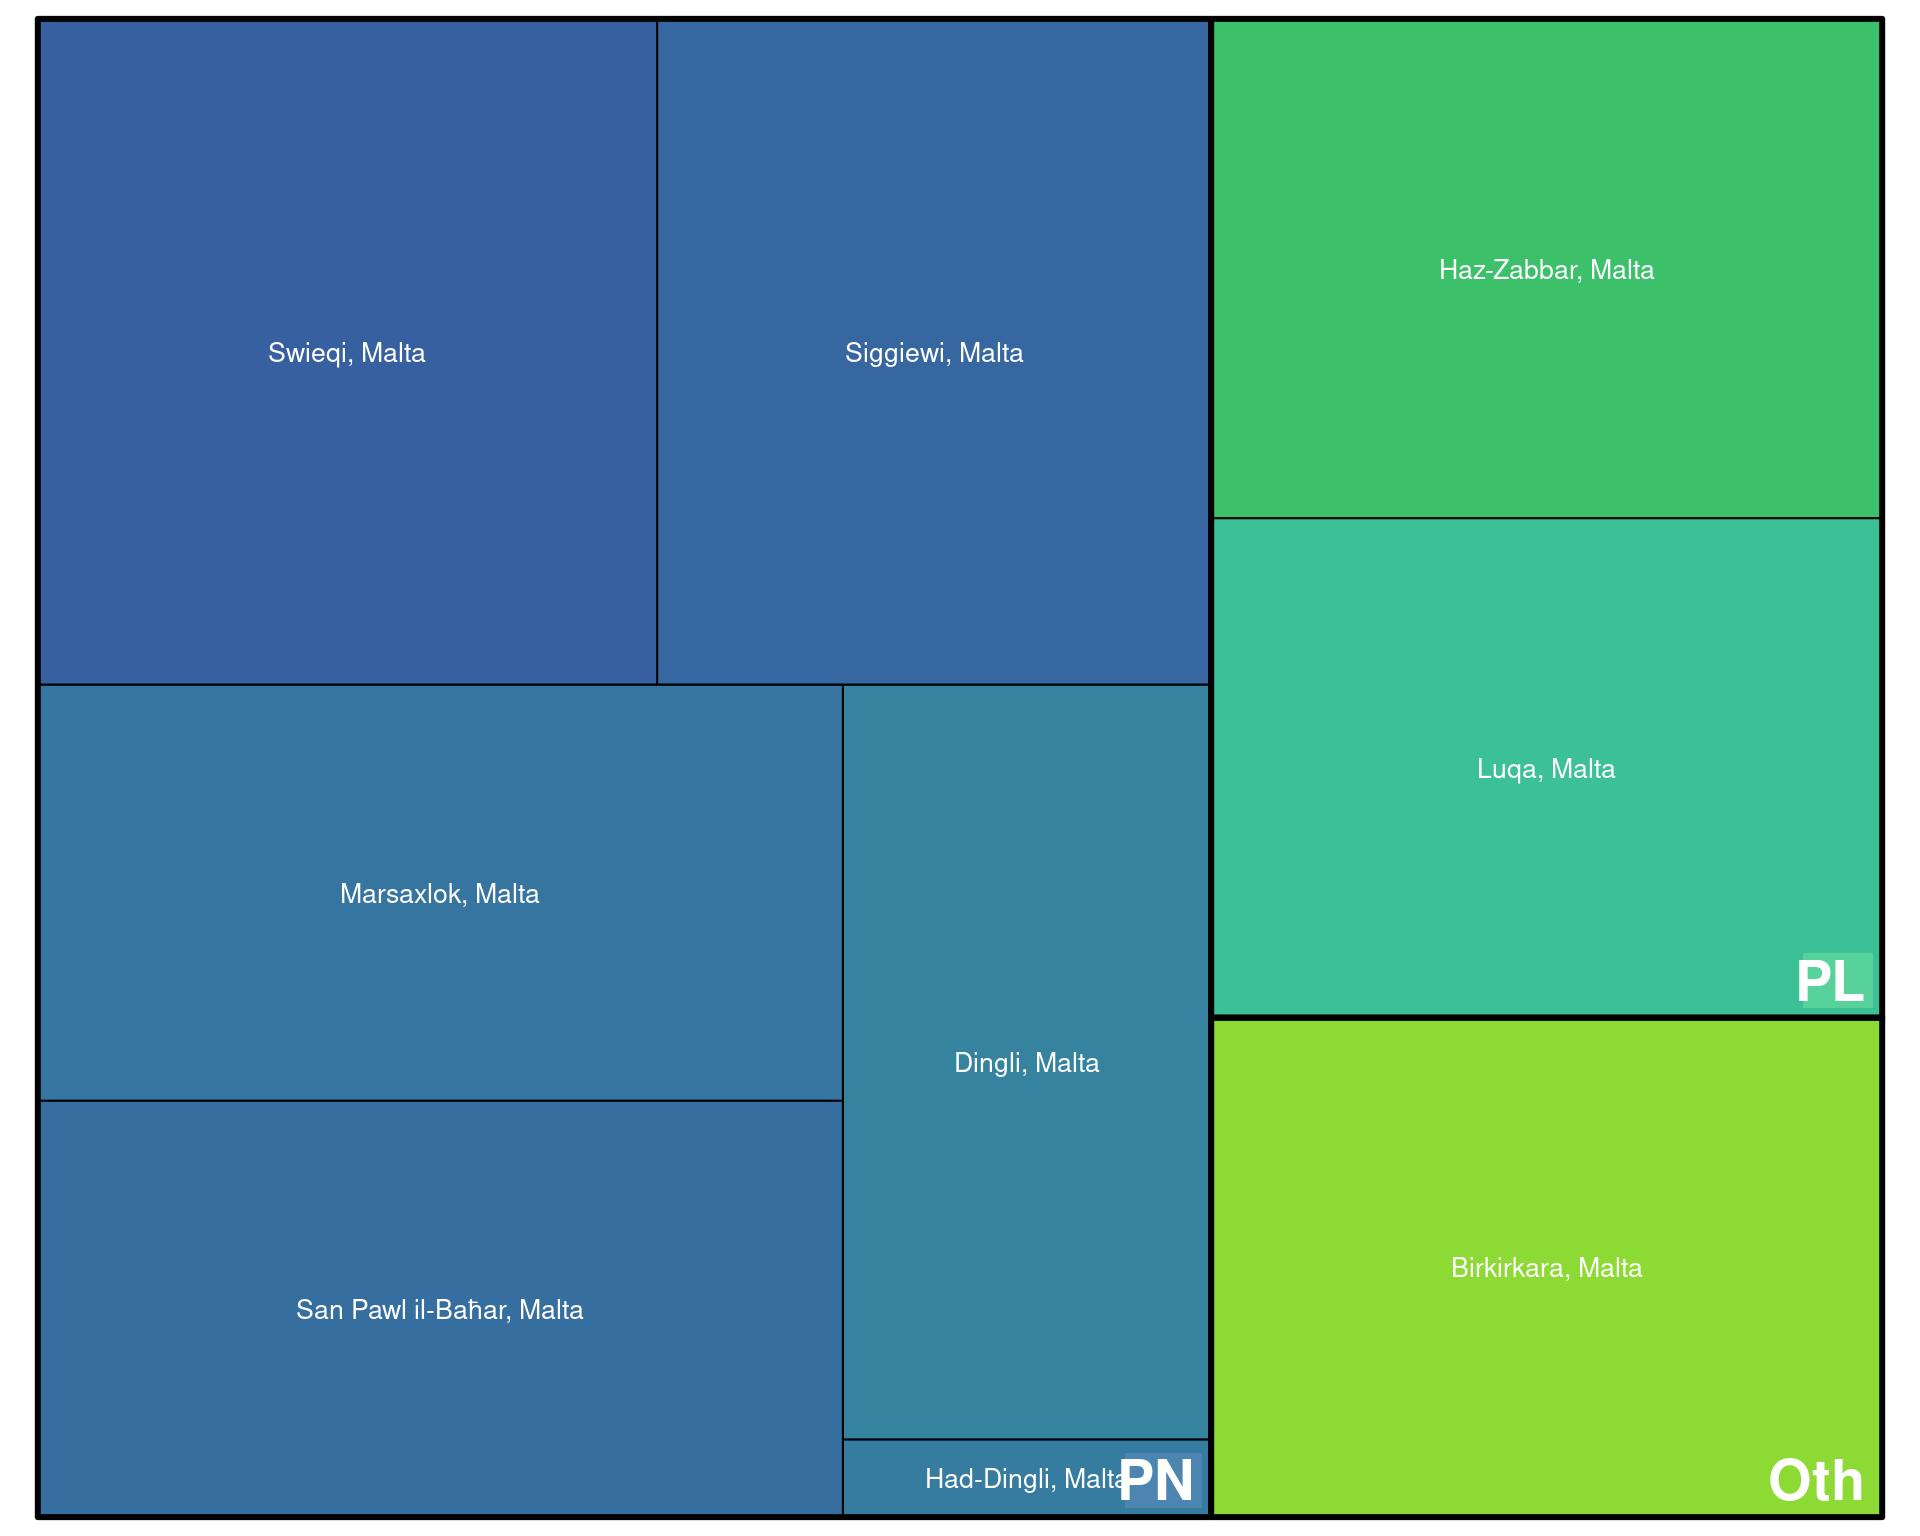 Swieqi, Malta
Siggiewi, Malta
Haz-Zabbar, Malta
Luqa, Malta
PL
Marsaxlok, Malta
Dingli, Malta
San Pawl il-Baħar, Malta
Had-Dingli, Malta
PN
Birkirkara, Malta
Oth